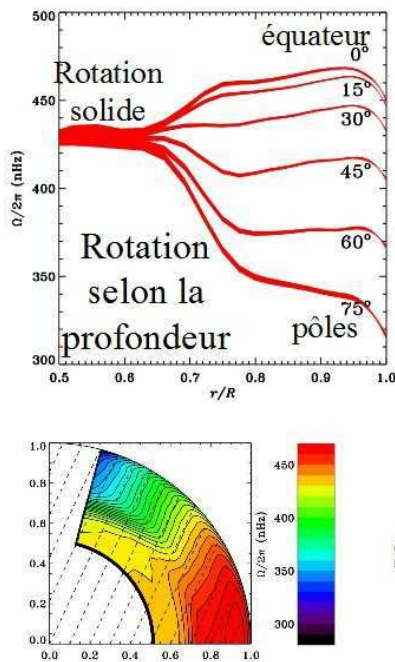 500
équateur
0°
15°
Rotation
solide
450
30°
Ω/2π (nHz)
45°
400
60°
Rotation
selon la
profondeur
350
75°
pôles
300
0.5 0.6 0.7 0.8 0.9 1.0
r/R
1.0
0.8
0.6
0.4
0.2
0.0
0.0 0.2 0.4 0.6 0.8 1.0
Ω/2π (nHz)
450
400
350
300